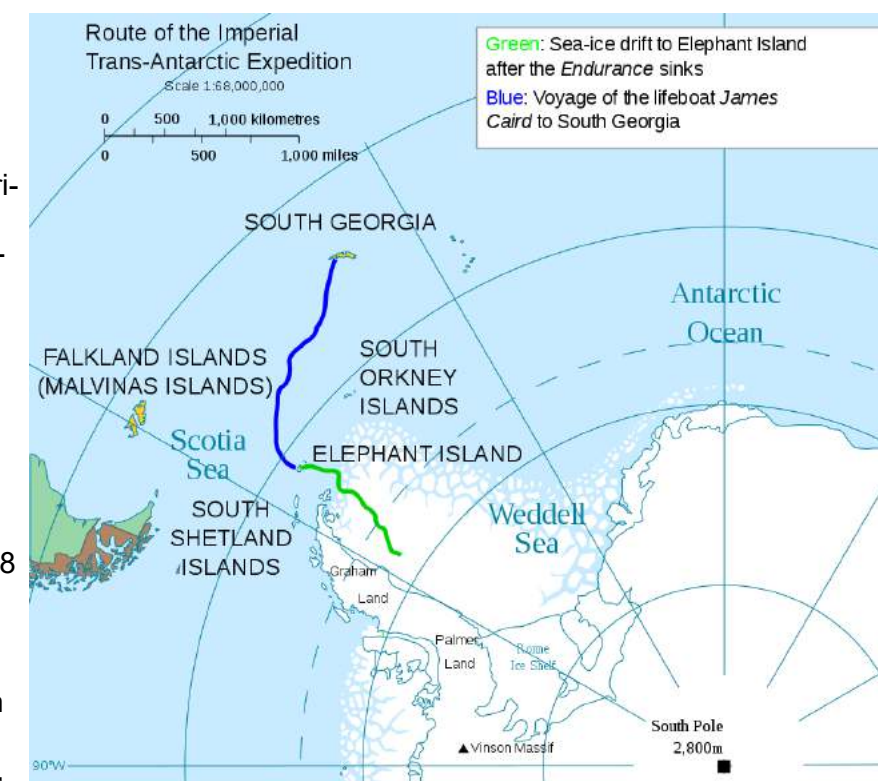 Route of the Imperial
Trans-Antarctic Expedition
Scale 1:68,000,000
0 500 1,000 kilometres
0 500 1,000 miles
Green: Sea-ice drift to Elephant Island
after the Endurance sinks
Blue: Voyage of the lifeboat James
Caird to South Georgia
ri-
-
8
SOUTH GEORGIA
Antarctic
Ocean
FALKLAND ISLANDS
(MALVINAS ISLANDS)
SOUTH
ORKNEY
ISLANDS
Scotia
Sea
ELEPHANT ISLAND
SOUTH
SHETLAND
ISLANDS
Weddell
Sea
Graham
Land
Palmer
Land
Ronne
Ice Shelf
Vinson Massif
South Pole
2,800m
90°W